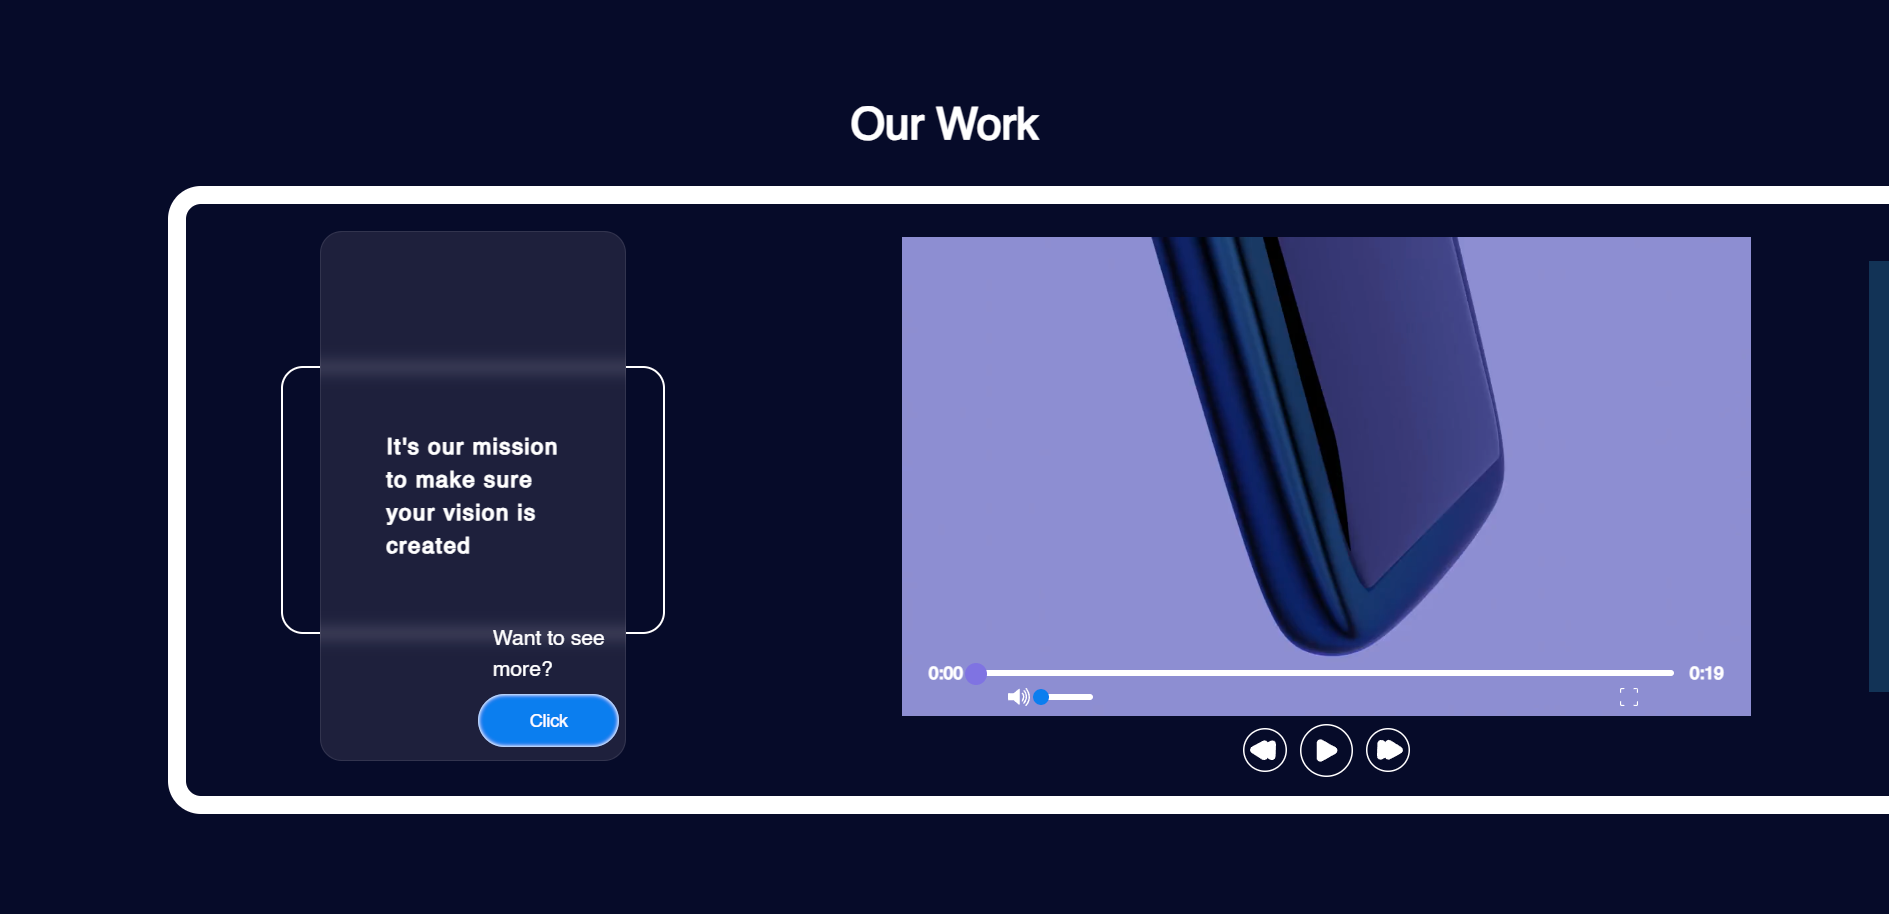 Our Work
It's our mission
to make sure
your vision is
created
Want to see
more?
Click
0:00
0:19